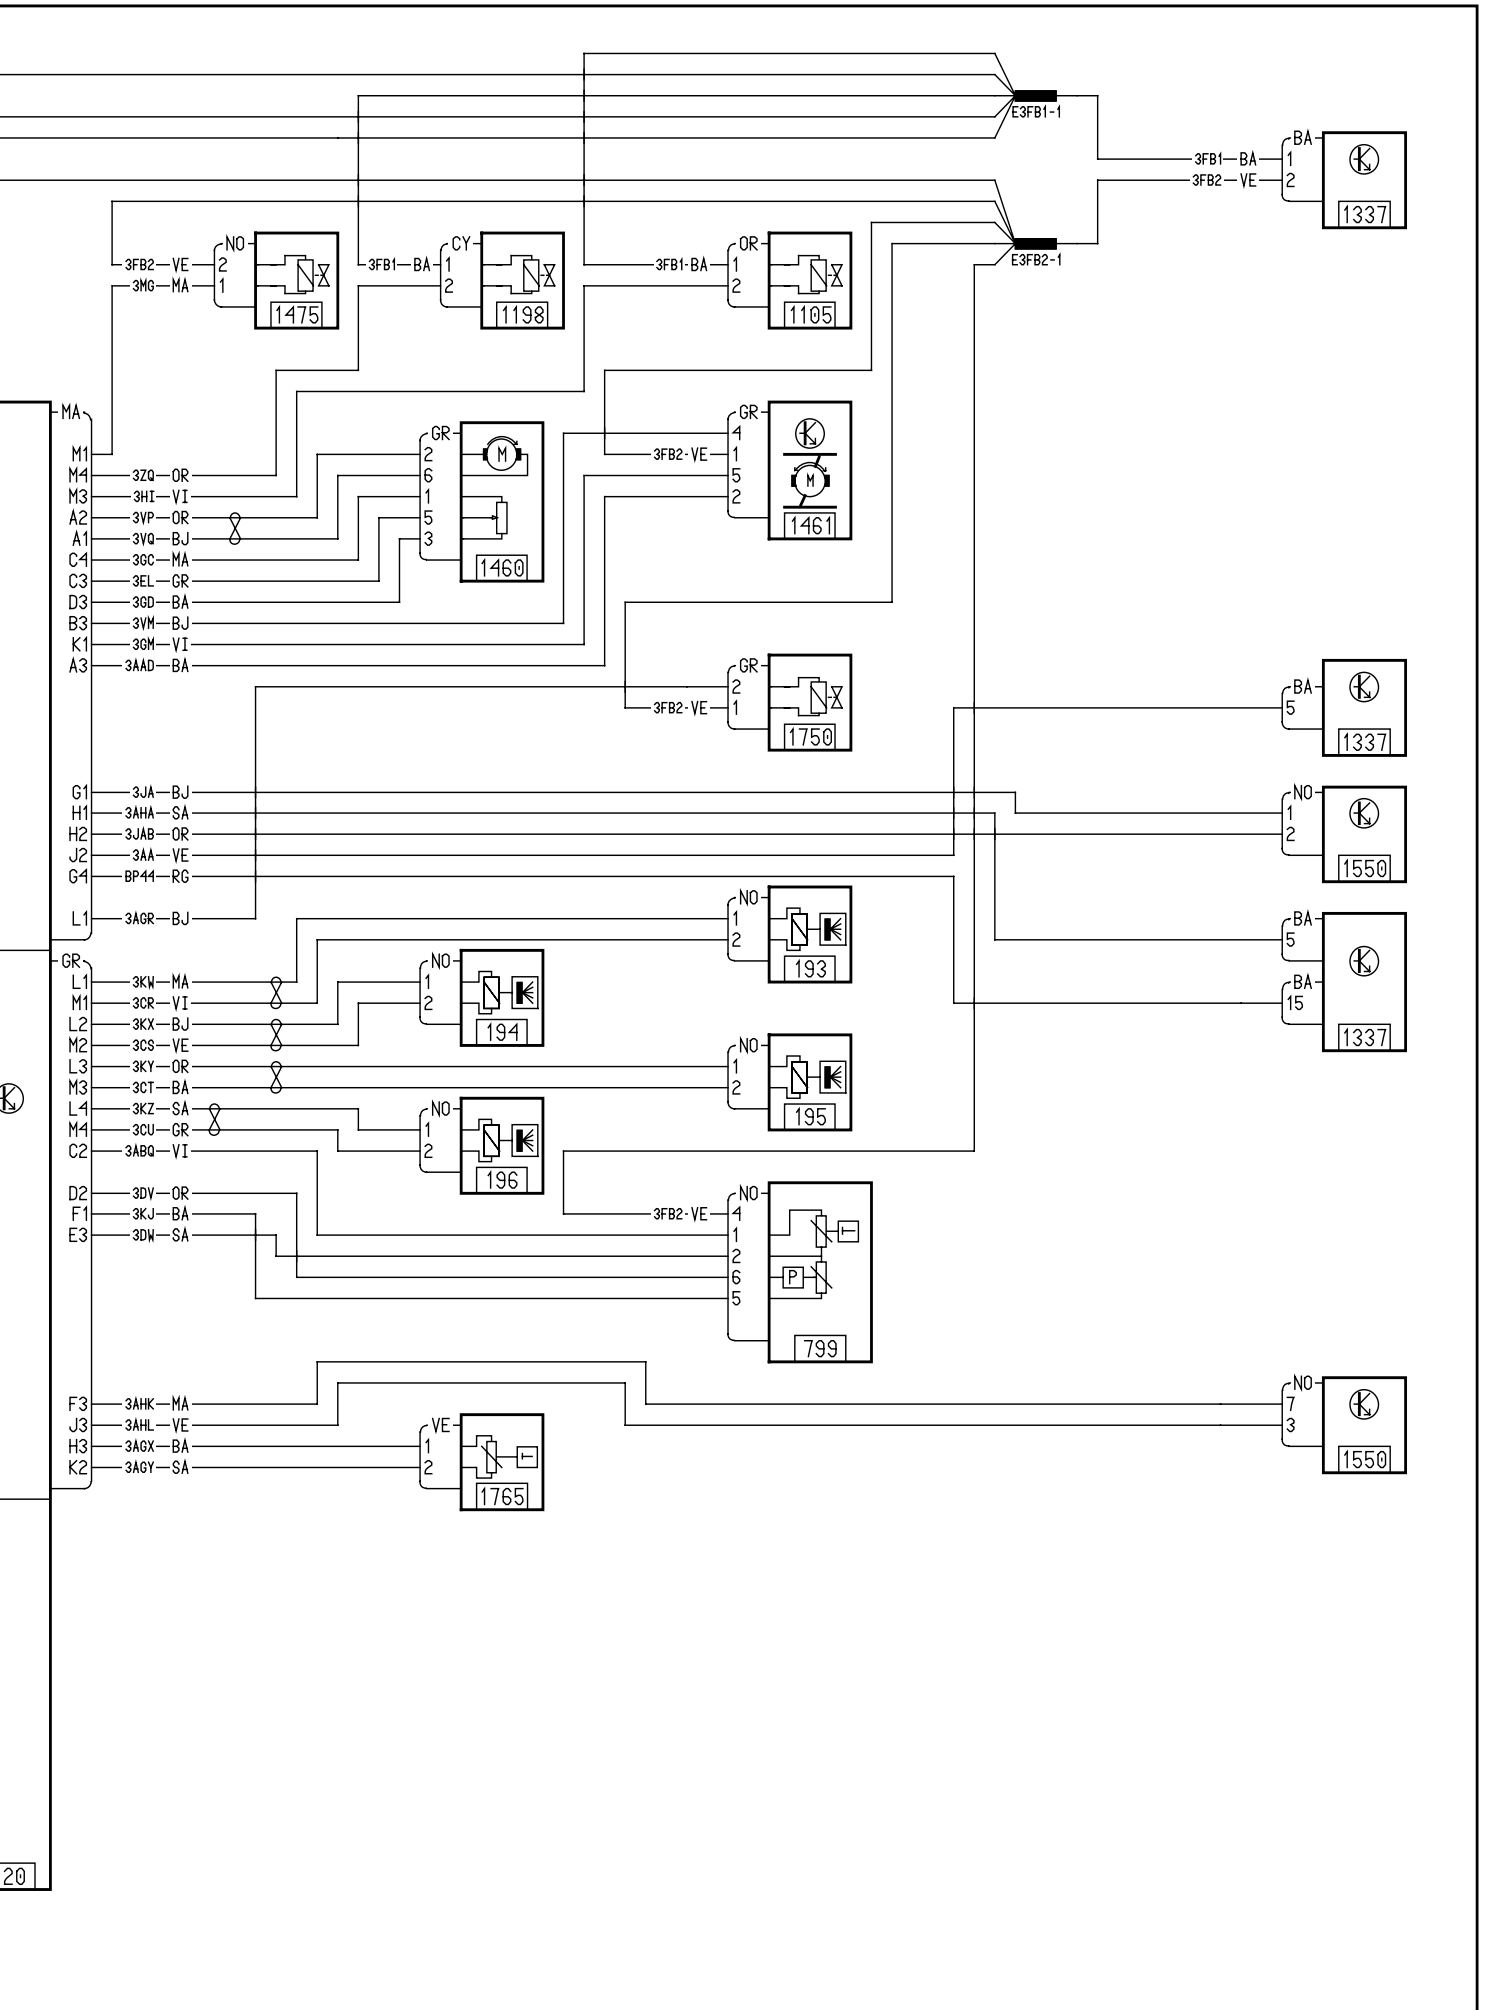 E3FB1-1
BA
3FB1 BA 1
3FB2 VE 2
1337
E3FB2-1
NO
3FB2 VE 2
3MG MA 1
1475
CY
3FB1 BA 1
2
1198
OR
3FB1 BA 1
2
1105
MA
M1
M4 3ZQ OR
M3 3HI VI
A2 3VP OR
A1 3VQ BJ
C4 3GC MA
C3 3EL GR
D3 3GD BA
B3 3VM BJ
K1 3GM VI
A3 3AAD BA
GR
2
6
1
5
3
M
1460
GR
4
3FB2 VE 1
5
2
M
1461
GR
2
3FB2 VE 1
1750
BA
5
1337
G1 3JA BJ
H1 3AHA SA
H2 3JAB OR
J2 3AA VE
G4 BP44 RG
L1 3AGR BJ
NO
1
2
1550
NO
1
2
193
BA
5
BA
15
1337
GR
L1 3KW MA
M1 3CR VI
L2 3KX BJ
M2 3CS VE
L3 3KY OR
M3 3CT BA
L4 3KZ SA
M4 3CU GR
C2 3ABQ VI
D2 3DV OR
F1 3KJ BA
E3 3DW SA
NO
1
2
194
NO
1
2
195
NO
1
2
196
NO
3FB2 VE 4
1
2
6
5
T
P
799
F3 3AHK MA
J3 3AHL VE
H3 3AGX BA
K2 3AGY SA
VE
1
2
T
1765
NO
7
3
1550
20